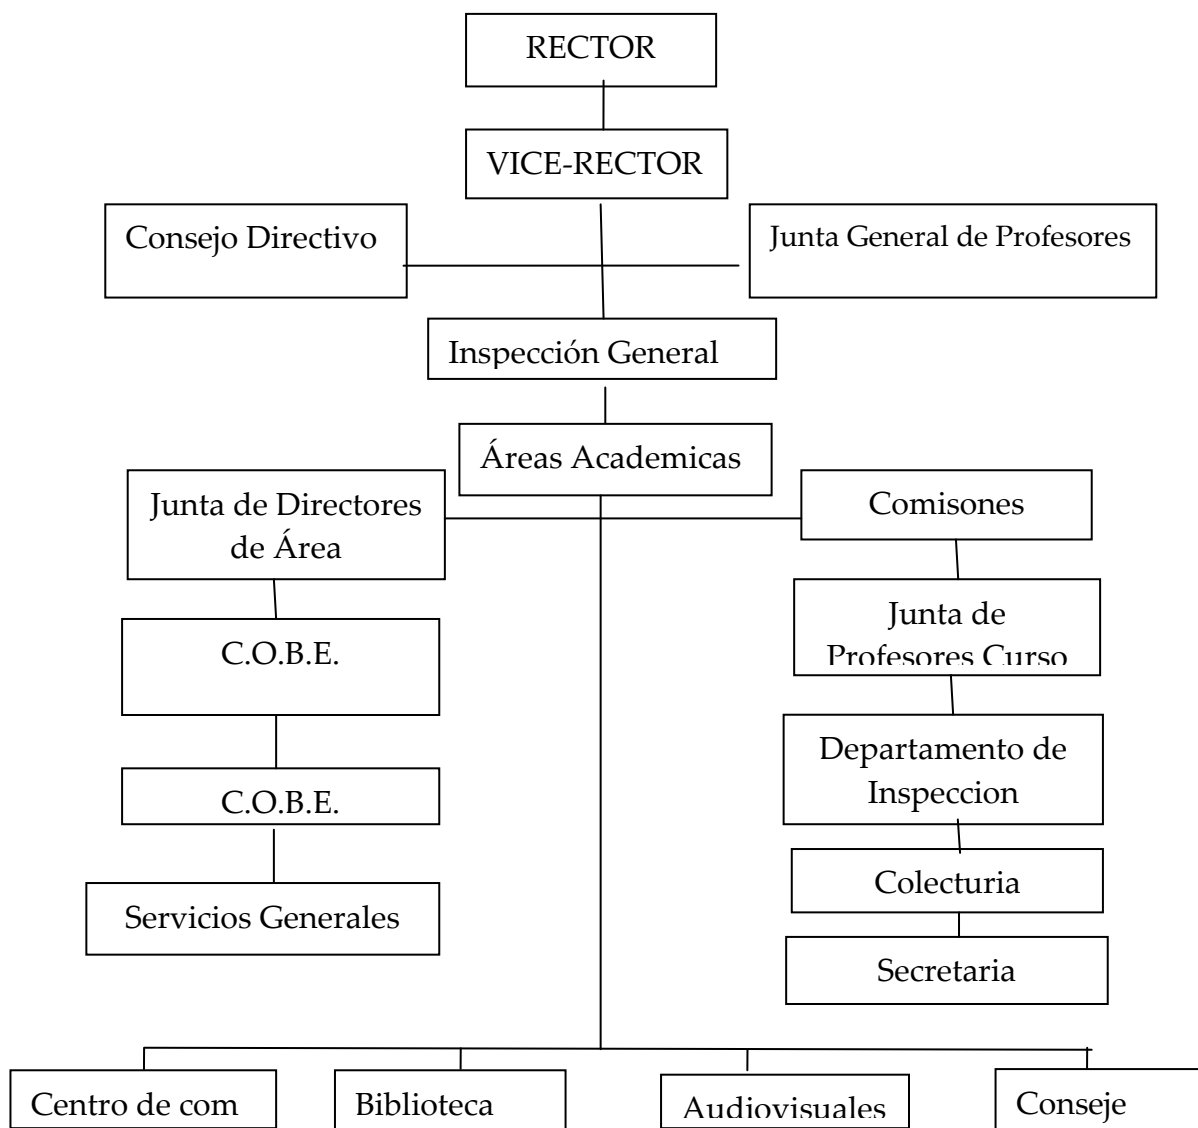 RECTOR
VICE-RECTOR
Consejo Directivo
Junta General de Profesores
Inspección General
Áreas Academicas
Junta de Directores
de Área
Comisones
C.O.B.E.
Junta de
Profesores Curso
C.O.B.E.
Departamento de
Inspeccion
Servicios Generales
Colecturia
Secretaria
Centro de com
Biblioteca
Audiovisuales
Conseje